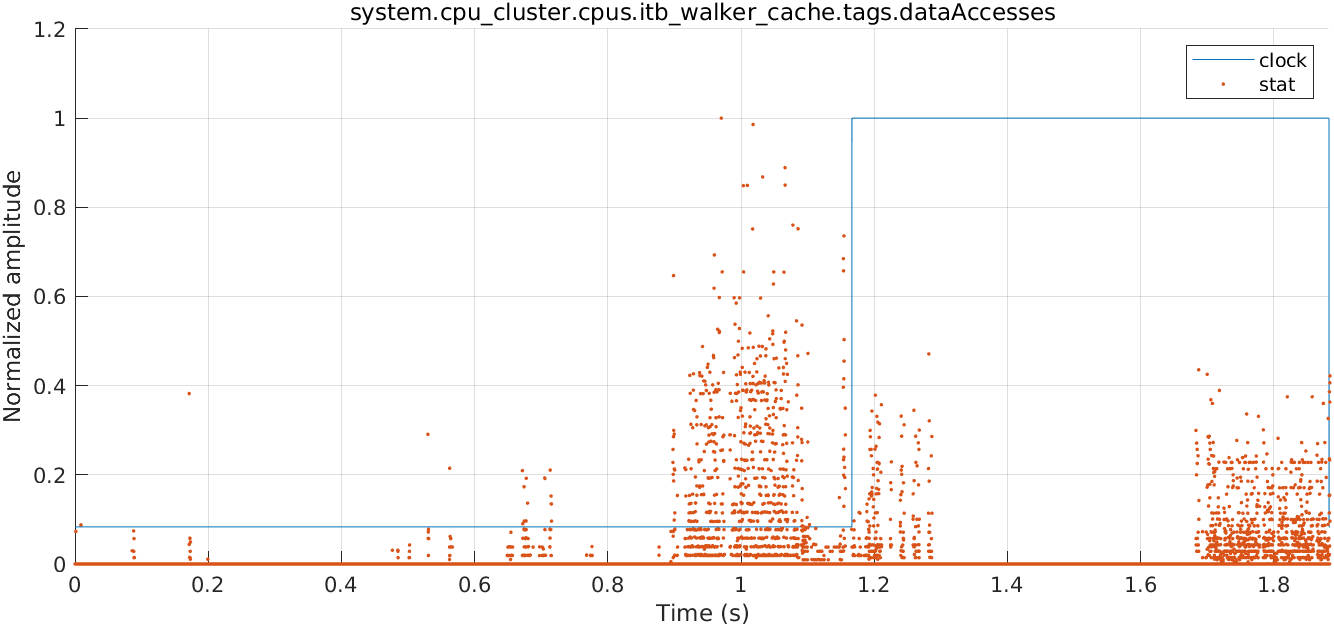 system.cpu_cluster.cpus.itb_walker_cache.tags.dataAccesses
1.2
1
0.8
0.6
0.4
0.2
0
Normalized amplitude
clock
stat
0 0.2 0.4 0.6 0.8 1 1.2 1.4 1.6 1.8
Time (s)